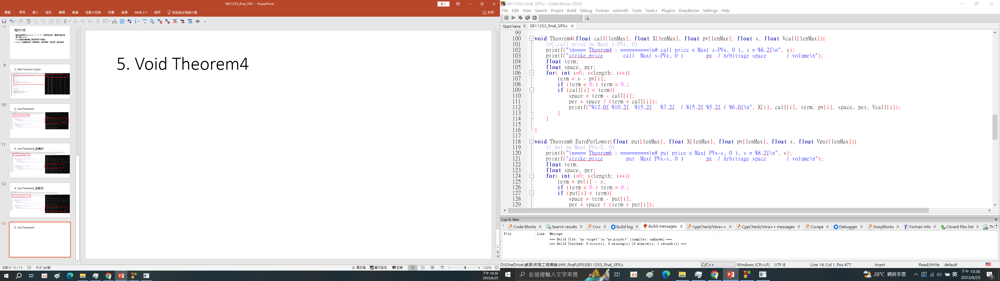 0811253_final_SPX - PowerPoint
登入
檔案 常用 插入 設計 轉場 動畫 投影片放映 校閱 檢視 AMA 2.1 說明 告訴我您想做什麼 共用
程式介紹
9
1. Main function (input)
10
2. Void Theorem2
11
3. Void Theorem3_對美式
12
4. Void Theorem3_對歐式
13
5. Void Theorem4
5. Void Theorem4
投影片 13 / 13 中文 (台灣) 備忘稿 顯示設定 註解 122%
下午 10:36
2023/6/25
0811253_final_SPX.c - Code::Blocks 20.03
File Edit View Search Project Build Debug Fortran wxSmith Tools Tools+ Plugins DoxyBlocks Settings Help
Start here 0811253_final_SPX.c
99
100 void Theorem4(float call[lenMax], float X[lenMax], float pv[lenMax], float s, float Vcall[lenMax]){
101 //C,call price >= Max( s-PVx, 0)
102 printf("\n==== Theorem4 : ==========\n# call price < Max( s-PVx, 0 ), s = %8.2f\n", s);
103 printf("strike price call Max( s-PVx, 0 ) pv / Arbitrage space / volume\n");
104 float term;
105 float space, per;
106 for( int i=0; i<length; i++){
107 term = s - pv[i];
108 if (term < 0.) term = 0.;
109 if (call[i] < term){
110 space = term - call[i];
111 per = space / (term + call[i]);
112 printf("%12.0f %10.2f %15.2f %7.2f / %15.2f %5.2f / %6.0f\n", X[i], call[i], term, pv[i], space, per, Vcall[i]);
113 }
114 }
115
116 }
117
118 void Theorem6_EuroPutLower(float put[lenMax], float X[lenMax], float pv[lenMax], float s, float Vput[lenMax]){
119 // put >= Max( PVx-S, 0)
120 printf("\n==== Theorem6 : ==========\n# put price < Max( PVx-s, 0 ), s = %8.2f\n", s);
121 printf("strike price put Max( PVx-s, 0 ) pv / Arbitrage space / volume\n");
122 float term;
123 float space, per;
124 for( int i=0; i<length; i++){
125 term = pv[i] - s;
126 if (term < 0.) term = 0.;
127 if (put[i] < term){
128 space = term - put[i];
129 per = space / (term + put[i]);
Logs & others
Code::Blocks Search results Cccc Build log Build messages CppCheck/Vera++ CppCheck/Vera++ messages Cscope Debugger DoxyBlocks Fortran info Closed files list Th
File Line Message
=== Build file: "no target" in "no project" (compiler: unknown) ===
=== Build finished: 0 error(s), 0 warning(s) (0 minute(s), 1 second(s)) ===
D:\OneDrive\桌面\財務工程導論\HW_final\SPX\0811253_final_SPX.c C/C++ Windows (CR+LF) UTF-8 Line 14, Col 1, Pos 477 Insert Read/Write default
在這裡輸入文字來搜 28°C 晴時多雲 英 下午 10:36
2023/6/25
3